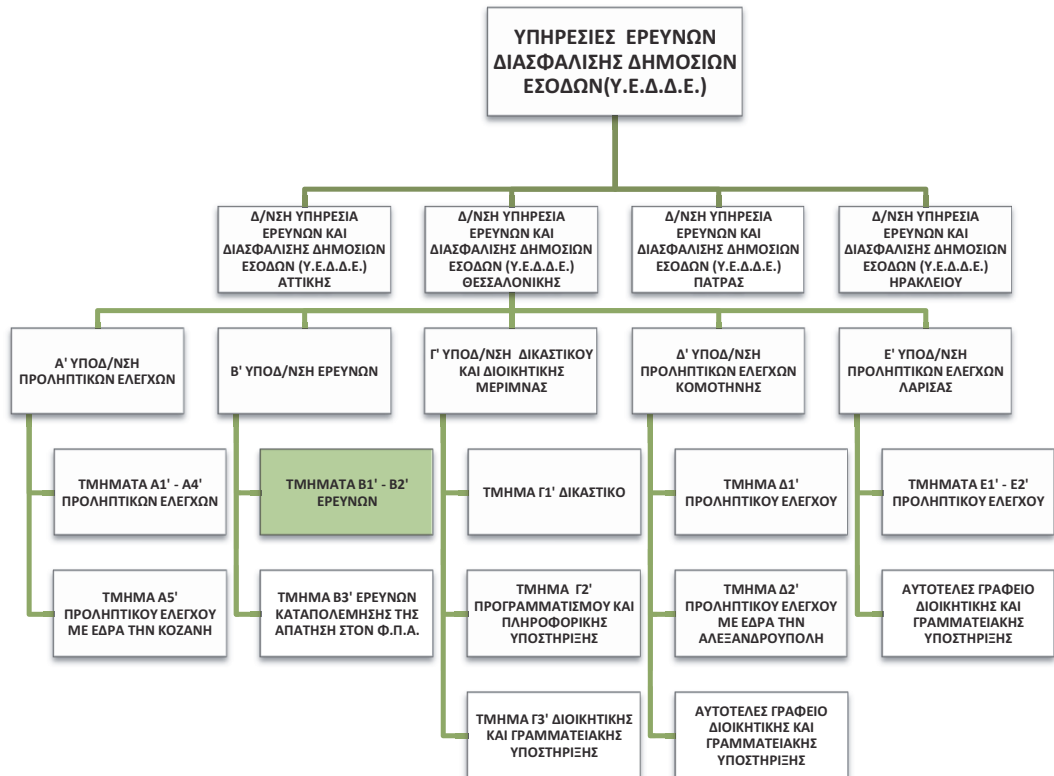 ΥΠΗΡΕΣΙΕΣ ΕΡΕΥΝΩΝ
ΔΙΑΣΦΑΛΙΣΗΣ ΔΗΜΟΣΙΩΝ
ΕΣΟΔΩΝ(Υ.Ε.Δ.Δ.Ε.)
Δ/ΝΣΗ ΥΠΗΡΕΣΙΑ
ΕΡΕΥΝΩΝ ΚΑΙ
ΔΙΑΣΦΑΛΙΣΗΣ ΔΗΜΟΣΙΩΝ
ΕΣΟΔΩΝ (Υ.Ε.Δ.Δ.Ε.)
ΑΤΤΙΚΗΣ
Δ/ΝΣΗ ΥΠΗΡΕΣΙΑ
ΕΡΕΥΝΩΝ ΚΑΙ
ΔΙΑΣΦΑΛΙΣΗΣ ΔΗΜΟΣΙΩΝ
ΕΣΟΔΩΝ (Υ.Ε.Δ.Δ.Ε.)
ΘΕΣΣΑΛΟΝΙΚΗΣ
Δ/ΝΣΗ ΥΠΗΡΕΣΙΑ
ΕΡΕΥΝΩΝ ΚΑΙ
ΔΙΑΣΦΑΛΙΣΗΣ ΔΗΜΟΣΙΩΝ
ΕΣΟΔΩΝ (Υ.Ε.Δ.Δ.Ε.)
ΠΑΤΡΑΣ
Δ/ΝΣΗ ΥΠΗΡΕΣΙΑ
ΕΡΕΥΝΩΝ ΚΑΙ
ΔΙΑΣΦΑΛΙΣΗΣ ΔΗΜΟΣΙΩΝ
ΕΣΟΔΩΝ (Υ.Ε.Δ.Δ.Ε.)
ΗΡΑΚΛΕΙΟΥ
Α' ΥΠΟΔ/ΝΣΗ
ΠΡΟΛΗΠΤΙΚΩΝ ΕΛΕΓΧΩΝ
Β' ΥΠΟΔ/ΝΣΗ ΕΡΕΥΝΩΝ
Γ' ΥΠΟΔ/ΝΣΗ ΔΙΚΑΣΤΙΚΟΥ
ΚΑΙ ΔΙΟΙΚΗΤΙΚΗΣ
ΜΕΡΙΜΝΑΣ
Δ' ΥΠΟΔ/ΝΣΗ
ΠΡΟΛΗΠΤΙΚΩΝ ΕΛΕΓΧΩΝ
ΚΟΜΟΤΗΝΗΣ
Ε' ΥΠΟΔ/ΝΣΗ
ΠΡΟΛΗΠΤΙΚΩΝ ΕΛΕΓΧΩΝ
ΛΑΡΙΣΑΣ
ΤΜΗΜΑΤΑ Α1' - Α4'
ΠΡΟΛΗΠΤΙΚΩΝ ΕΛΕΓΧΩΝ
ΤΜΗΜΑΤΑ Β1' - Β2'
ΕΡΕΥΝΩΝ
ΤΜΗΜΑ Γ1' ΔΙΚΑΣΤΙΚΟ
ΤΜΗΜΑ Δ1'
ΠΡΟΛΗΠΤΙΚΟΥ ΕΛΕΓΧΟΥ
ΤΜΗΜΑΤΑ Ε1' - Ε2'
ΠΡΟΛΗΠΤΙΚΟΥ ΕΛΕΓΧΟΥ
ΤΜΗΜΑ Α5'
ΠΡΟΛΗΠΤΙΚΟΥ ΕΛΕΓΧΟΥ
ΜΕ ΕΔΡΑ ΤΗΝ ΚΟΖΑΝΗ
ΤΜΗΜΑ Β3' ΕΡΕΥΝΩΝ
ΚΑΤΑΠΟΛΕΜΗΣΗΣ ΤΗΣ
ΑΠΑΤΗΣΗ ΣΤΟΝ Φ.Π.Α.
ΤΜΗΜΑ Γ2'
ΠΡΟΓΡΑΜΜΑΤΙΣΜΟΥ ΚΑΙ
ΠΛΗΡΟΦΟΡΙΚΗΣ
ΥΠΟΣΤΗΡΙΞΗΣ
ΤΜΗΜΑ Δ2'
ΠΡΟΛΗΠΤΙΚΟΥ ΕΛΕΓΧΟΥ
ΜΕ ΕΔΡΑ ΤΗΝ
ΑΛΕΞΑΝΔΡΟΥΠΟΛΗ
ΑΥΤΟΤΕΛΕΣ ΓΡΑΦΕΙΟ
ΔΙΟΙΚΗΤΙΚΗΣ ΚΑΙ
ΓΡΑΜΜΑΤΕΙΑΚΗΣ
ΥΠΟΣΤΗΡΙΞΗΣ
ΤΜΗΜΑ Γ3' ΔΙΟΙΚΗΤΙΚΗΣ
ΚΑΙ ΓΡΑΜΜΑΤΕΙΑΚΗΣ
ΥΠΟΣΤΗΡΙΞΗΣ
ΑΥΤΟΤΕΛΕΣ ΓΡΑΦΕΙΟ
ΔΙΟΙΚΗΤΙΚΗΣ ΚΑΙ
ΓΡΑΜΜΑΤΕΙΑΚΗΣ
ΥΠΟΣΤΗΡΙΞΗΣ